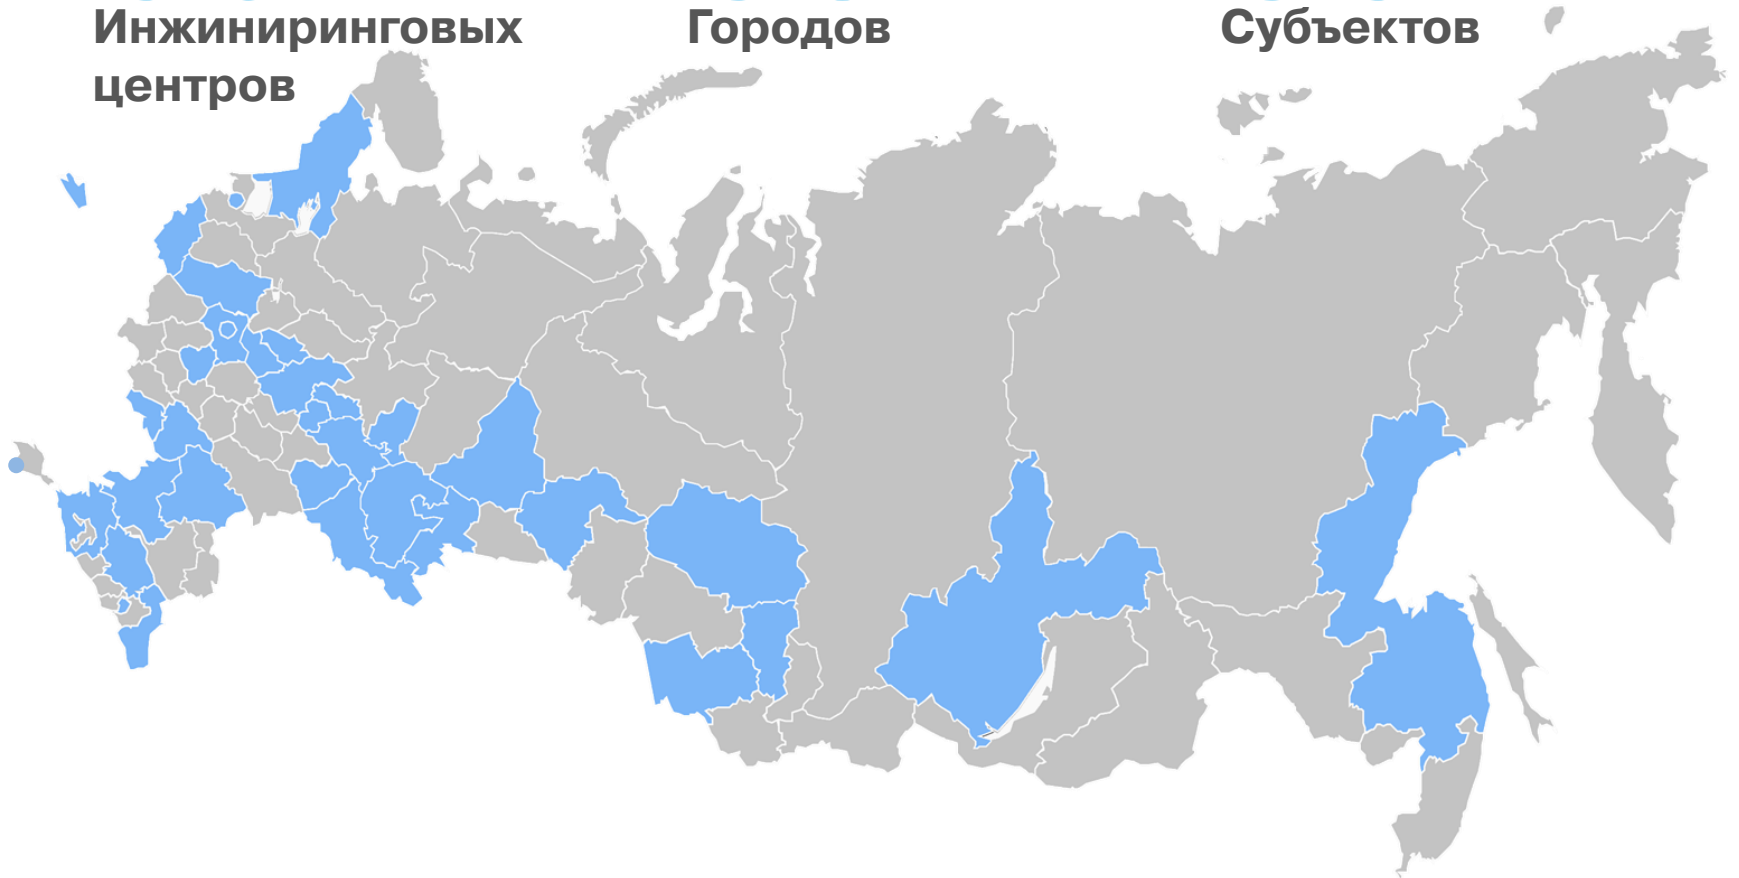 Инжиниринговых
центров
Городов
Субъектов